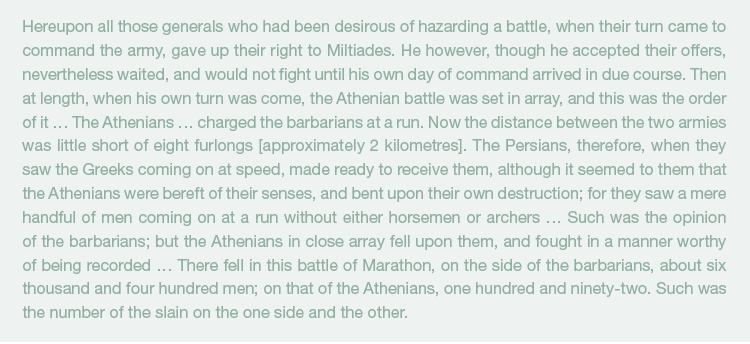 Hereupon all those generals who had been desirous of hazarding a battle, when their turn came to
command the army, gave up their right to Miltiades. He however, though he accepted their offers,
nevertheless waited, and would not fight until his own day of command arrived in due course. Then
at length, when his own turn was come, the Athenian battle was set in array, and this was the order
of it ... The Athenians ... charged the barbarians at a run. Now the distance between the two armies
was little short of eight furlongs [approximately 2 kilometres]. The Persians, therefore, when they
saw the Greeks coming on at speed, made ready to receive them, although it seemed to them that
the Athenians were bereft of their senses, and bent upon their own destruction; for they saw a mere
handful of men coming on at a run without either horsemen or archers ... Such was the opinion
of the barbarians; but the Athenians in close array fell upon them, and fought in a manner worthy
of being recorded ... There fell in this battle of Marathon, on the side of the barbarians, about six
thousand and four hundred men; on that of the Athenians, one hundred and ninety-two. Such was
the number of the slain on the one side and the other.